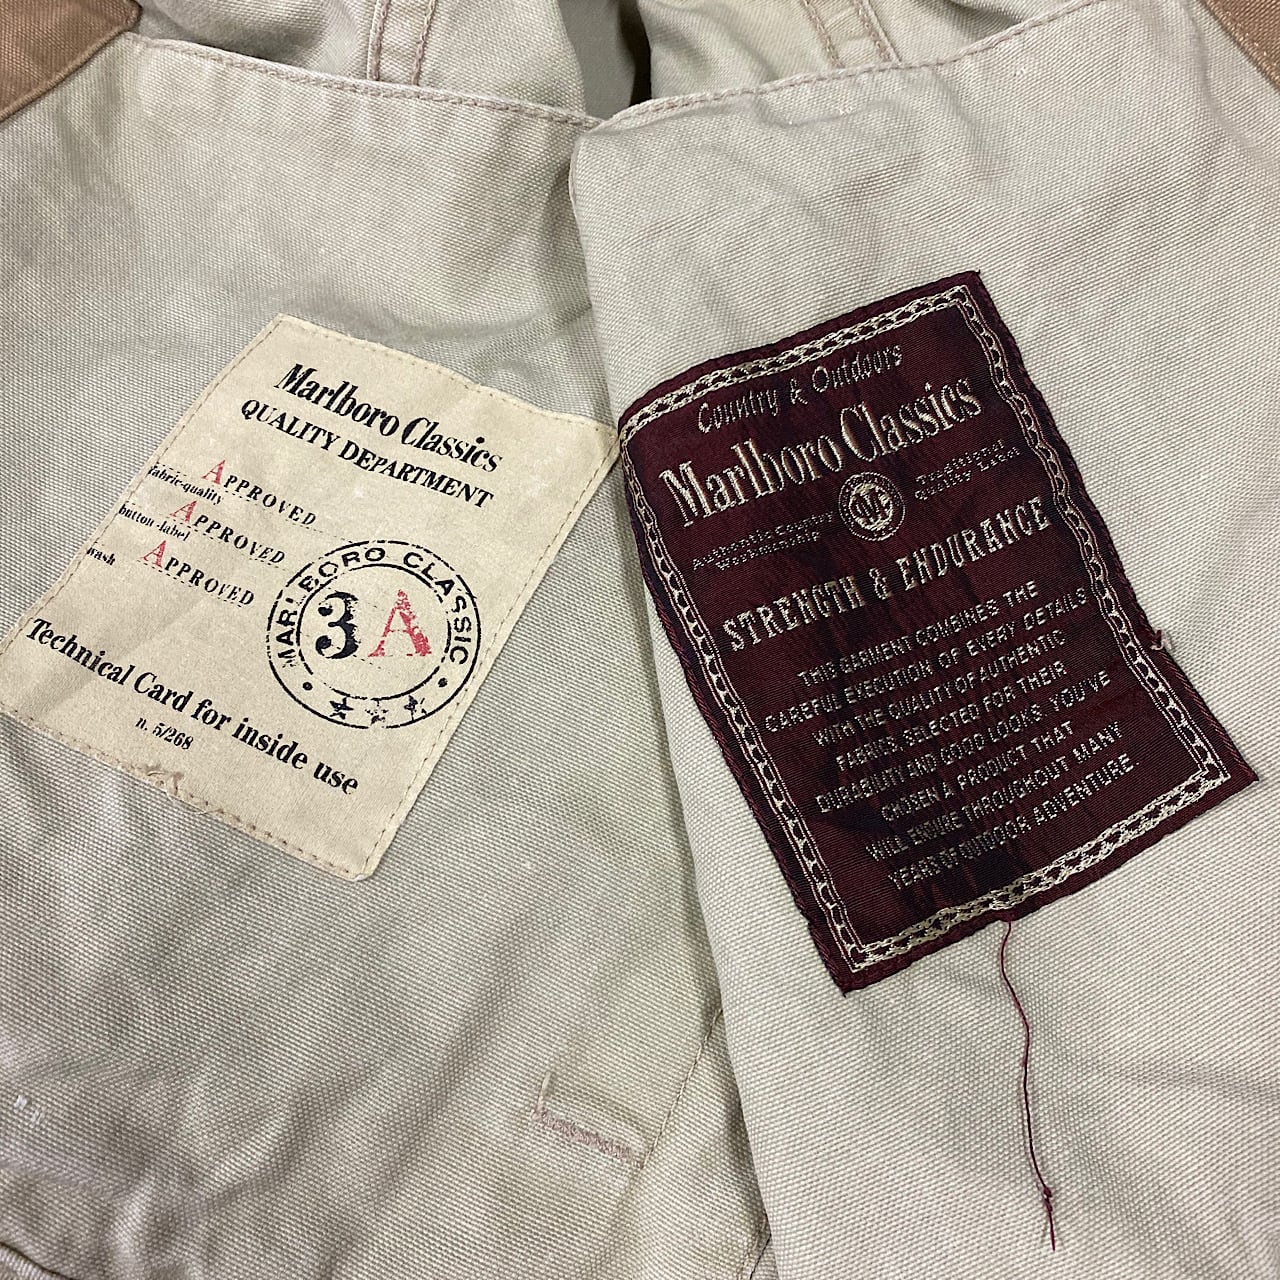 Marlboro Classics
QUALITY DEPARTMENT
fabric-quality APPROVED
button-label APPROVED
wash APPROVED
MARLBORO CLASSIC
3A
Technical Card for inside use
n. 5/268
Country & Outdoors
Marlboro Classics
Authentic Country
Traditional
STRENGTH & ENDURANCE
THIS GARMENT COMBINES THE
CAREFUL EXECUTION OF EVERY DETAILS
WITH THE QUALITY OF AUTHENTIC
FABRICS, SELECTED FOR THEIR
DURABILITY AND GOOD LOOKS YOU'VE
CHOSEN A PRODUCT THAT
WILL ENDURE THROUGHOUT MANY
YEARS OF OUTDOOR ADVENTURE